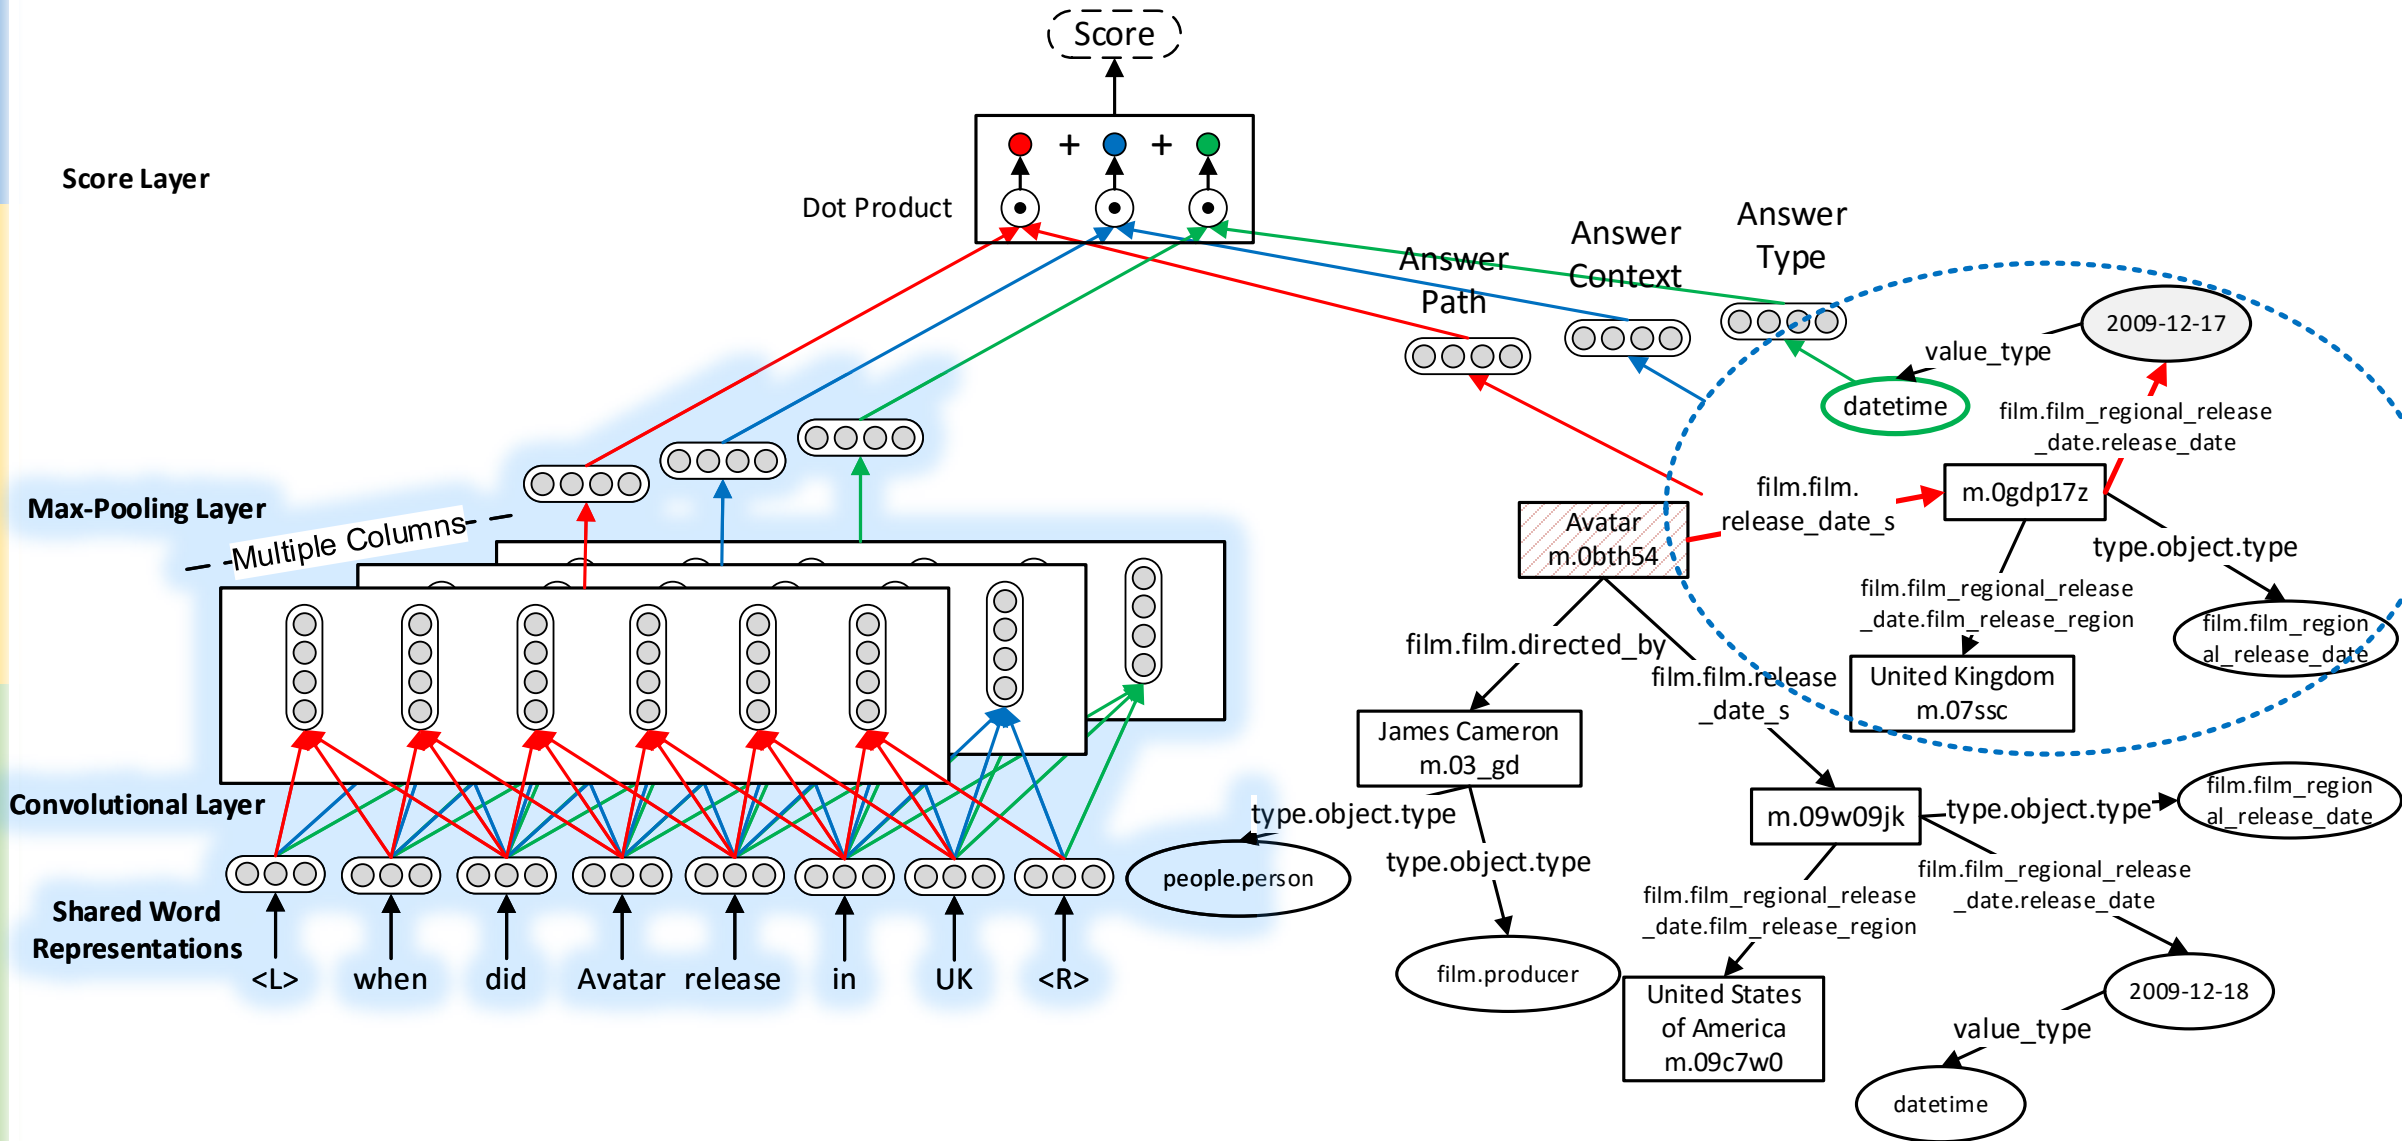 Score
+ +
Score Layer
Dot Product
Answer
Path
Answer
Context
Answer
Type
2009-12-17
value_type
datetime
film.film_regional_release
_date.release_date
film.film.
release_date_s
m.0gdp17z
Avatar
m.0bth54
type.object.type
film.film_regional_release
_date.film_release_region
film.film_region
al_release_date
United Kingdom
m.07ssc
film.film.directed_by
film.film.release
_date_s
James Cameron
m.03_gd
type.object.type
people.person
type.object.type
film.producer
m.09w09jk
type.object.type
film.film_region
al_release_date
film.film_regional_release
_date.release_date
film.film_regional_release
_date.film_release_region
United States
of America
m.09c7w0
2009-12-18
value_type
datetime
Max-Pooling Layer
Multiple Columns
Convolutional Layer
Shared Word
Representations
<L> when did Avatar release in UK <R>